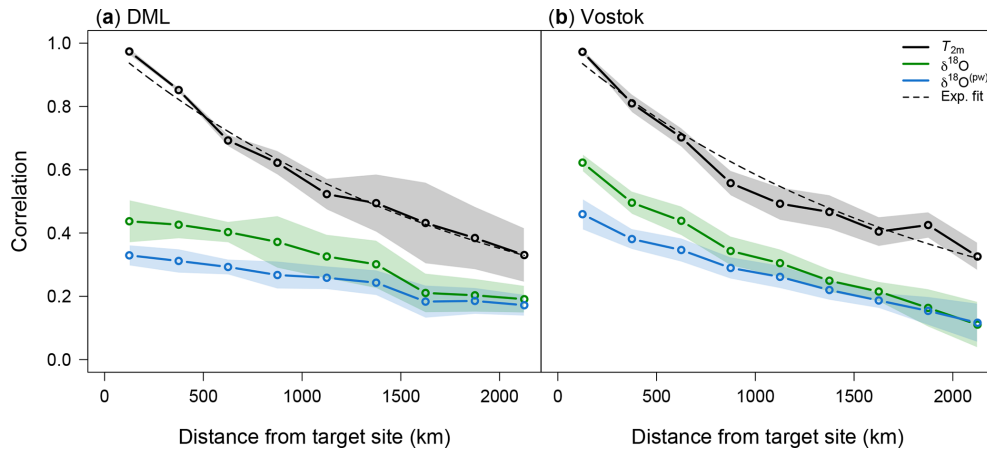 (a) DML
(b) Vostok
1.0
0.8
0.6
0.4
0.2
0.0
Correlation
T2m
δ18O
δ18O(pw)
Exp. fit
0 500 1000 1500 2000
0 500 1000 1500 2000
Distance from target site (km)
Distance from target site (km)